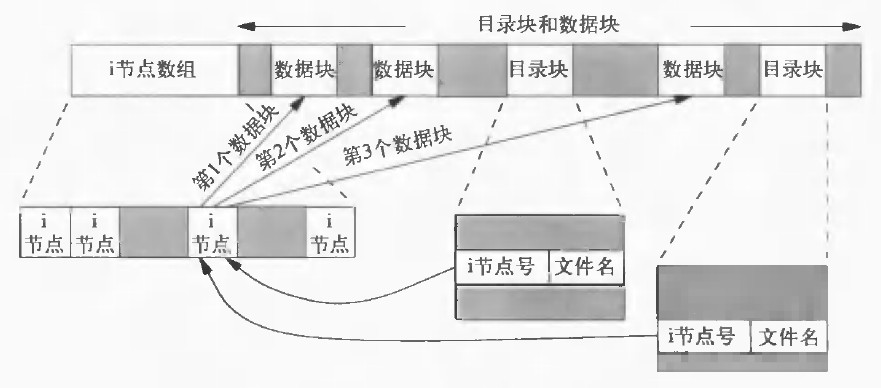 目录块和数据块
i节点数组
数据块
数据块
目录块
数据块
目录块
第1个数据块
第2个数据块
第3个数据块
i
节点
i
节点
i
节点
i
节点
i节点号
文件名
i节点号
文件名